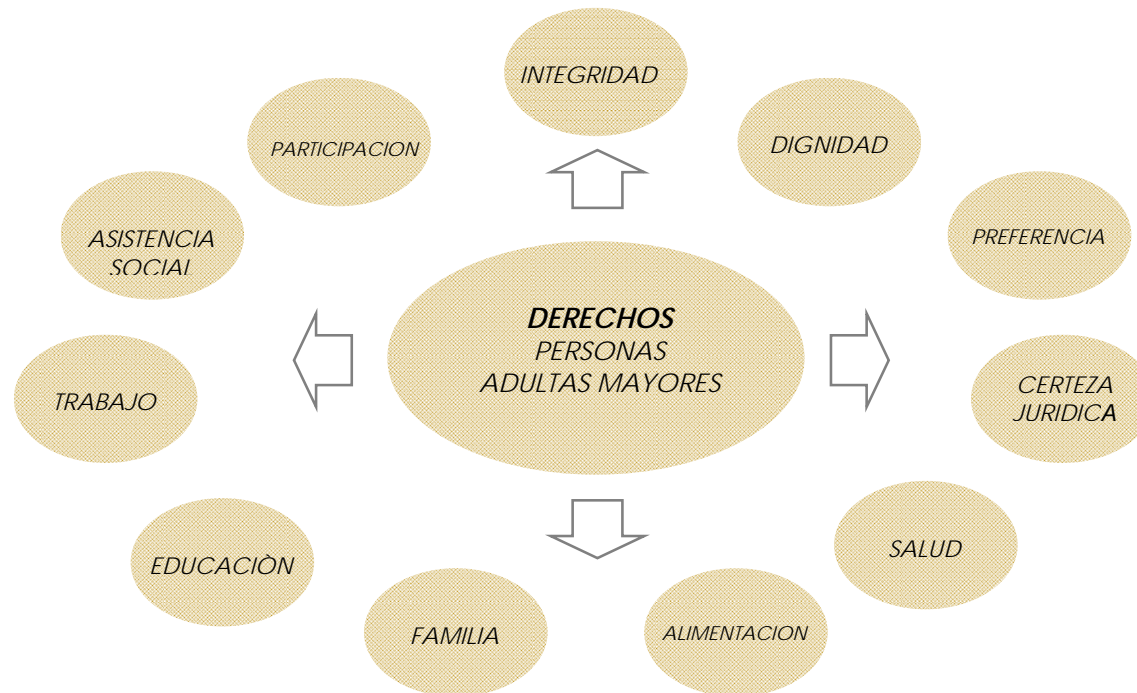 INTEGRIDAD
PARTICIPACION
DIGNIDAD
ASISTENCIA
SOCIAL
PREFERENCIA
DERECHOS
PERSONAS
ADULTAS MAYORES
TRABAJO
CERTEZA
JURIDICA
EDUCACIÒN
SALUD
FAMILIA
ALIMENTACION